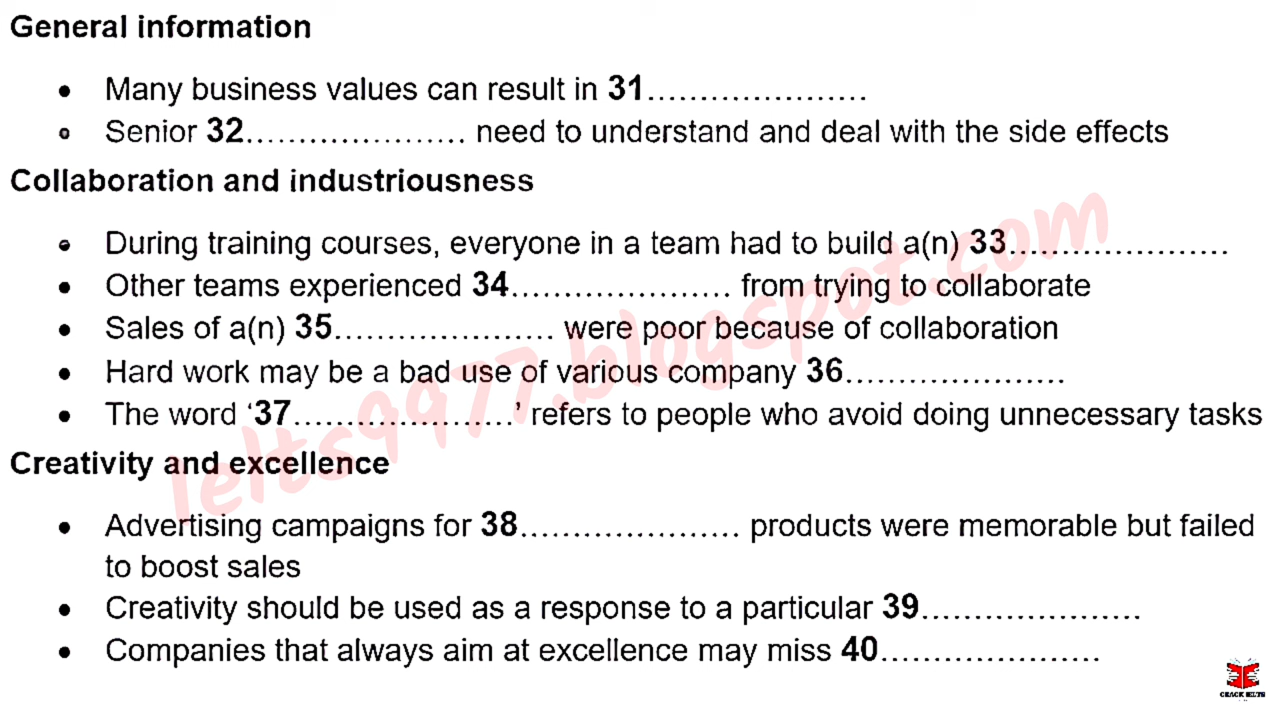 General information
• Many business values can result in 31.....................
• Senior 32..................... need to understand and deal with the side effects
Collaboration and industriousness
• During training courses, everyone in a team had to build a(n) 33.....................
• Other teams experienced 34..................... from trying to collaborate
• Sales of a(n) 35..................... were poor because of collaboration
• Hard work may be a bad use of various company 36.....................
• The word ‘37.....................’ refers to people who avoid doing unnecessary tasks
Creativity and excellence
• Advertising campaigns for 38..................... products were memorable but failed
to boost sales
• Creativity should be used as a response to a particular 39.....................
• Companies that always aim at excellence may miss 40.....................
Ielts9977.blogspot.com
CRACK IELTS